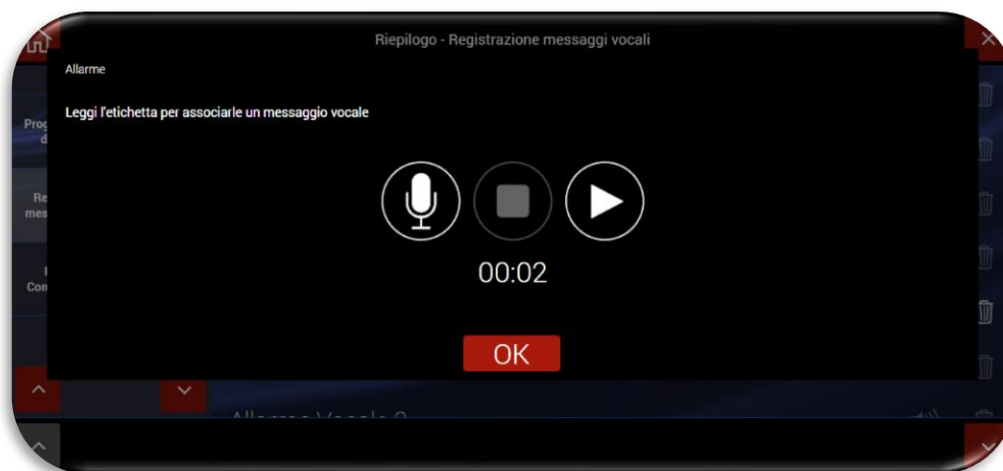 Riepilogo - Registrazione messaggi vocali
Allarme
Leggi l'etichetta per associarle un messaggio vocale
00:02
OK